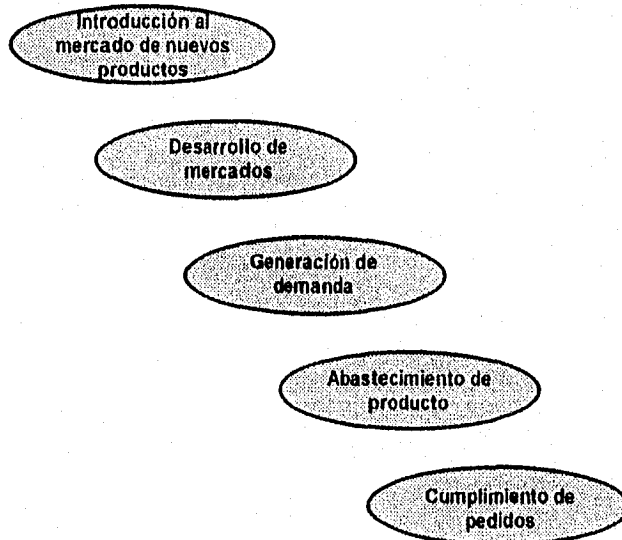 Introducción al
mercado de nuevos
productos
Desarrollo de
mercados
Generación de
demanda
Abastecimiento de
producto
Cumplimiento de
pedidos